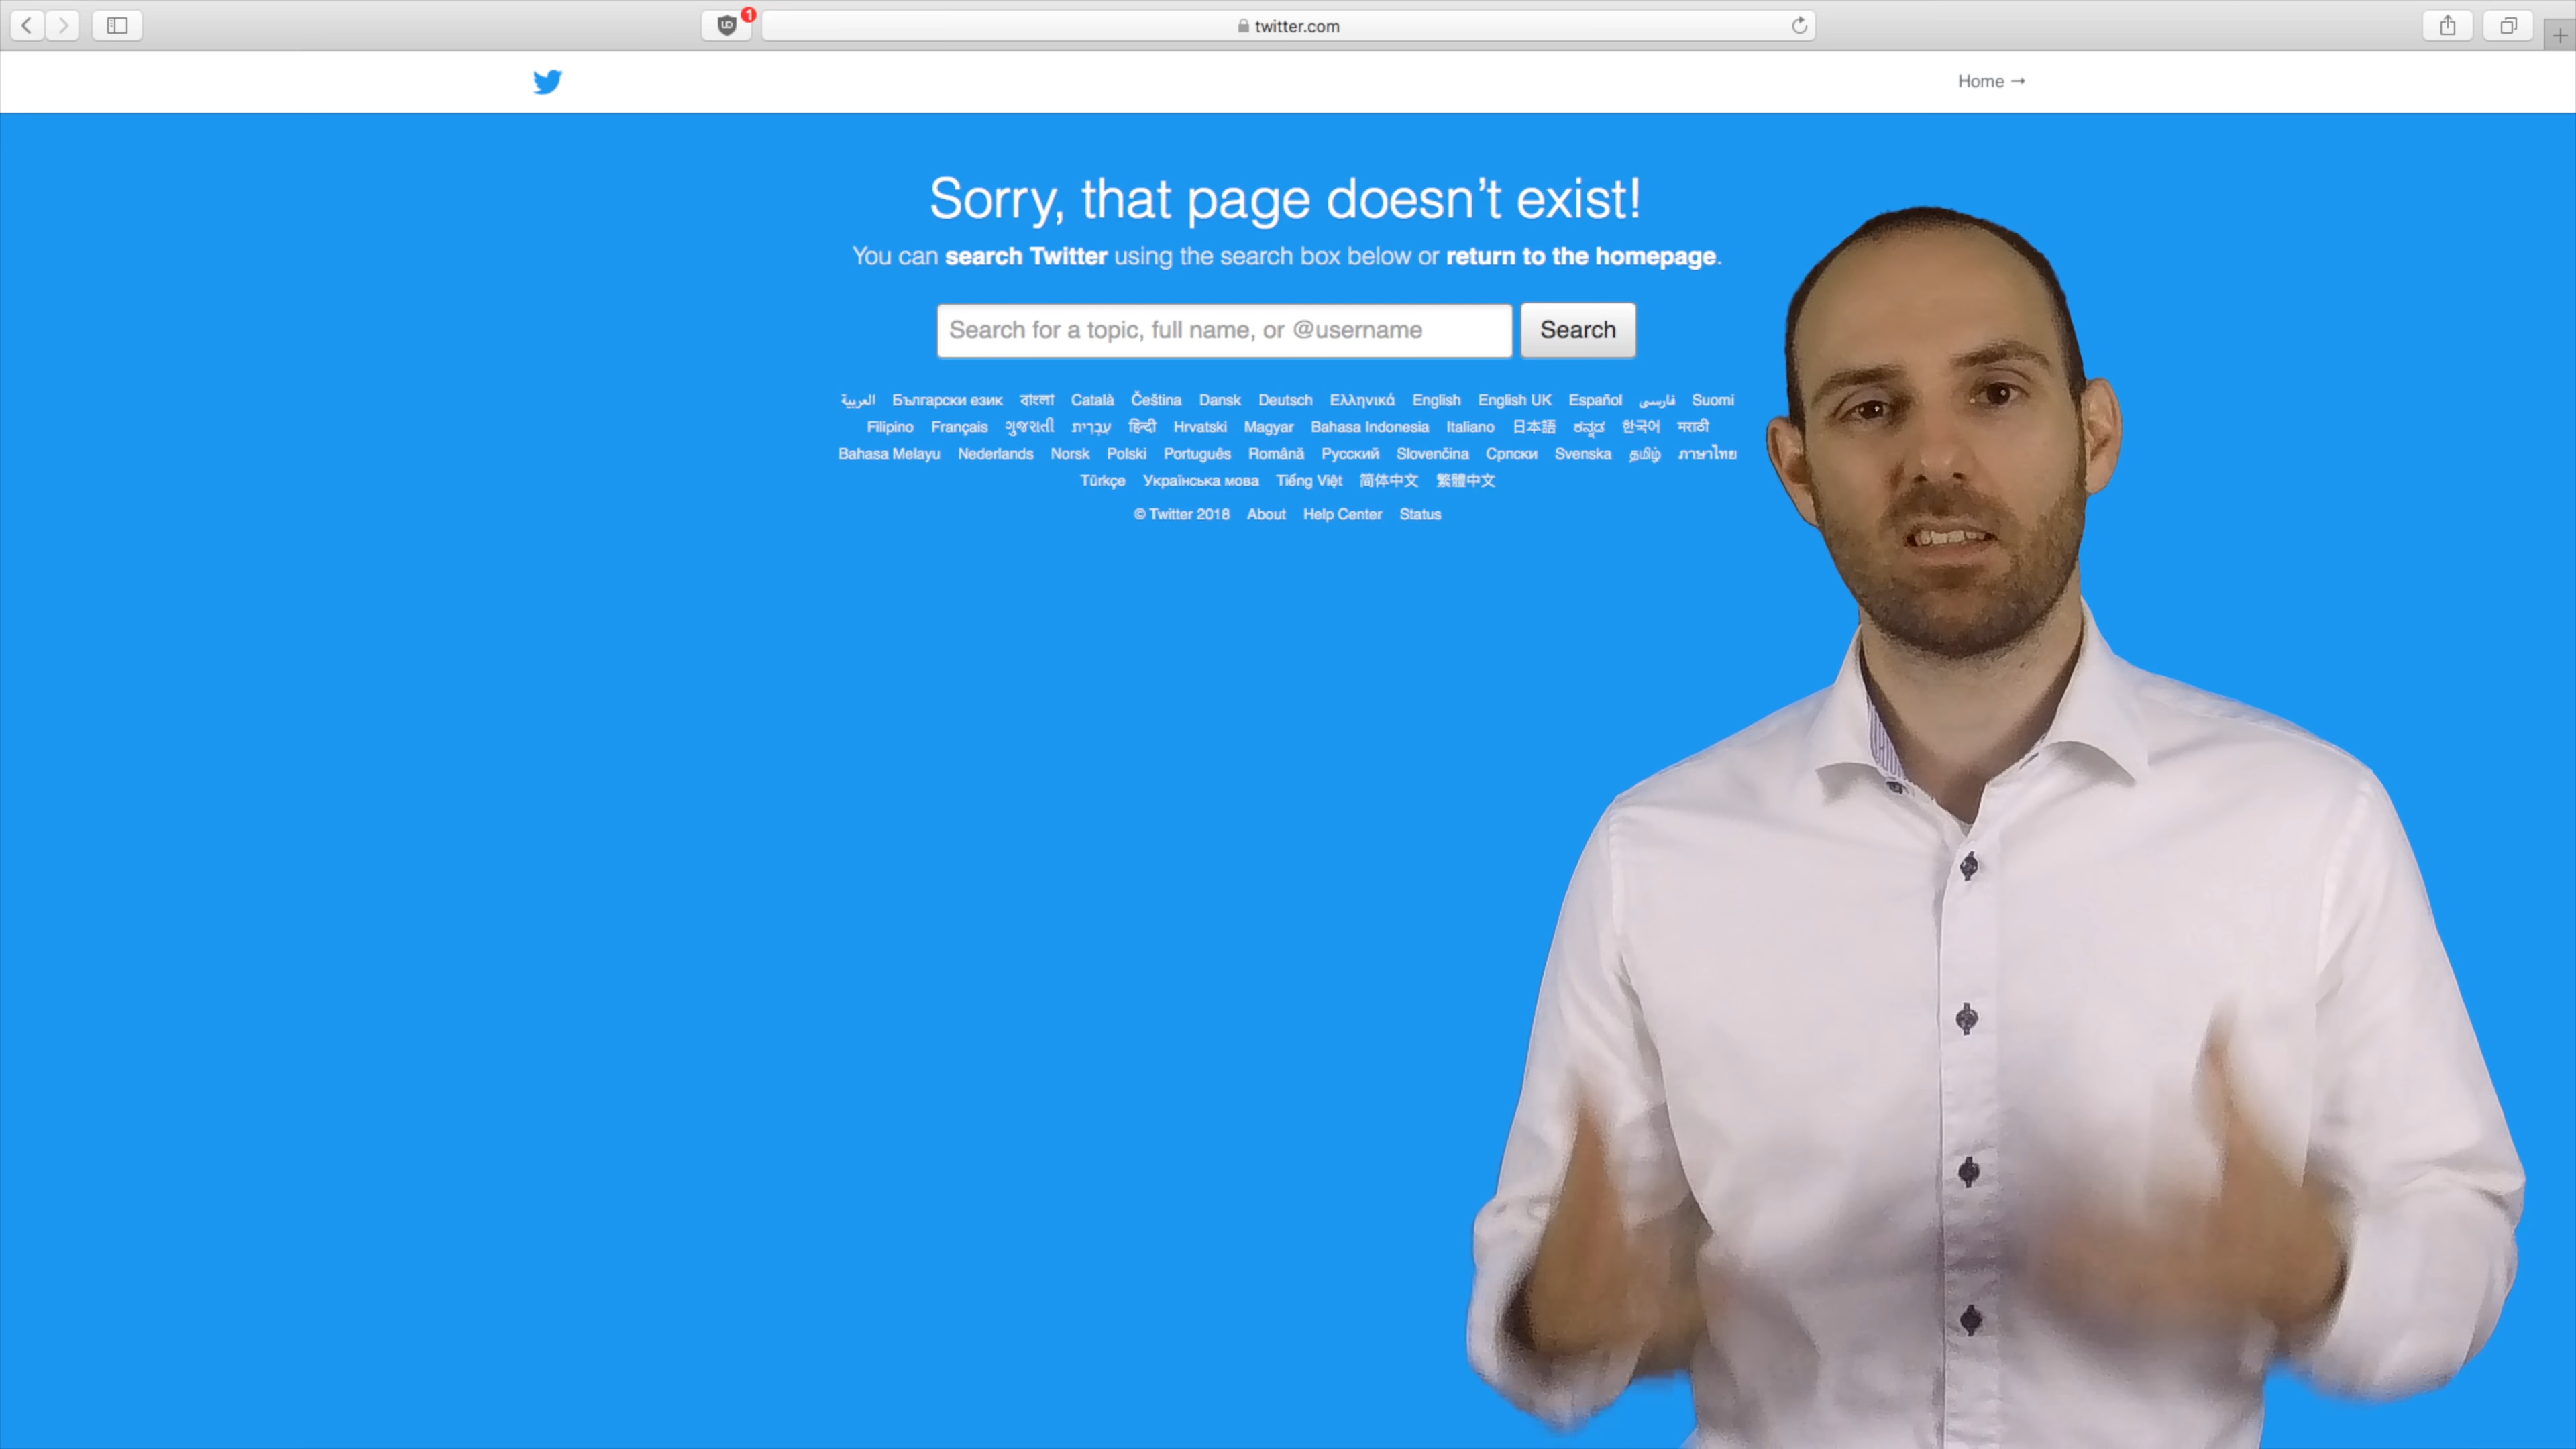 1
twitter.com
Home →
Sorry, that page doesn't exist!
You can search Twitter using the search box below or return to the homepage.
Search for a topic, full name, or @username Search
العربية Български език বাংলা Català Čeština Dansk Deutsch Ελληνικά English English UK Español فارسی Suomi
Filipino Français ગુજરાતી עִבְרִית हिन्दी Hrvatski Magyar Bahasa Indonesia Italiano 日本語 ಕನ್ನಡ 한국어 मराठी
Bahasa Melayu Nederlands Norsk Polski Português Română Русский Slovenčina Српски Svenska தமிழ் ภาษาไทย
Türkçe Українська мова Tiếng Việt 简体中文 繁體中文
© Twitter 2018 About Help Center Status